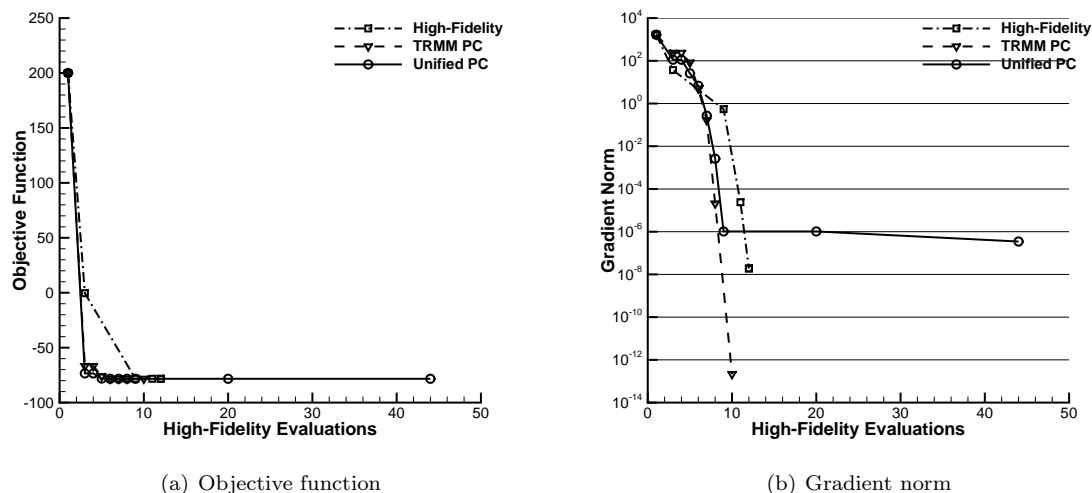 High-Fidelity
TRMM PC
Unified PC
Objective Function
250
200
150
100
50
0
-50
-100
0 10 20 30 40 50
High-Fidelity Evaluations
(a) Objective function
High-Fidelity
TRMM PC
Unified PC
Gradient Norm
10^4
10^2
10^0
10^-2
10^-4
10^-6
10^-8
10^-10
10^-12
10^-14
0 10 20 30 40 50
High-Fidelity Evaluations
(b) Gradient norm